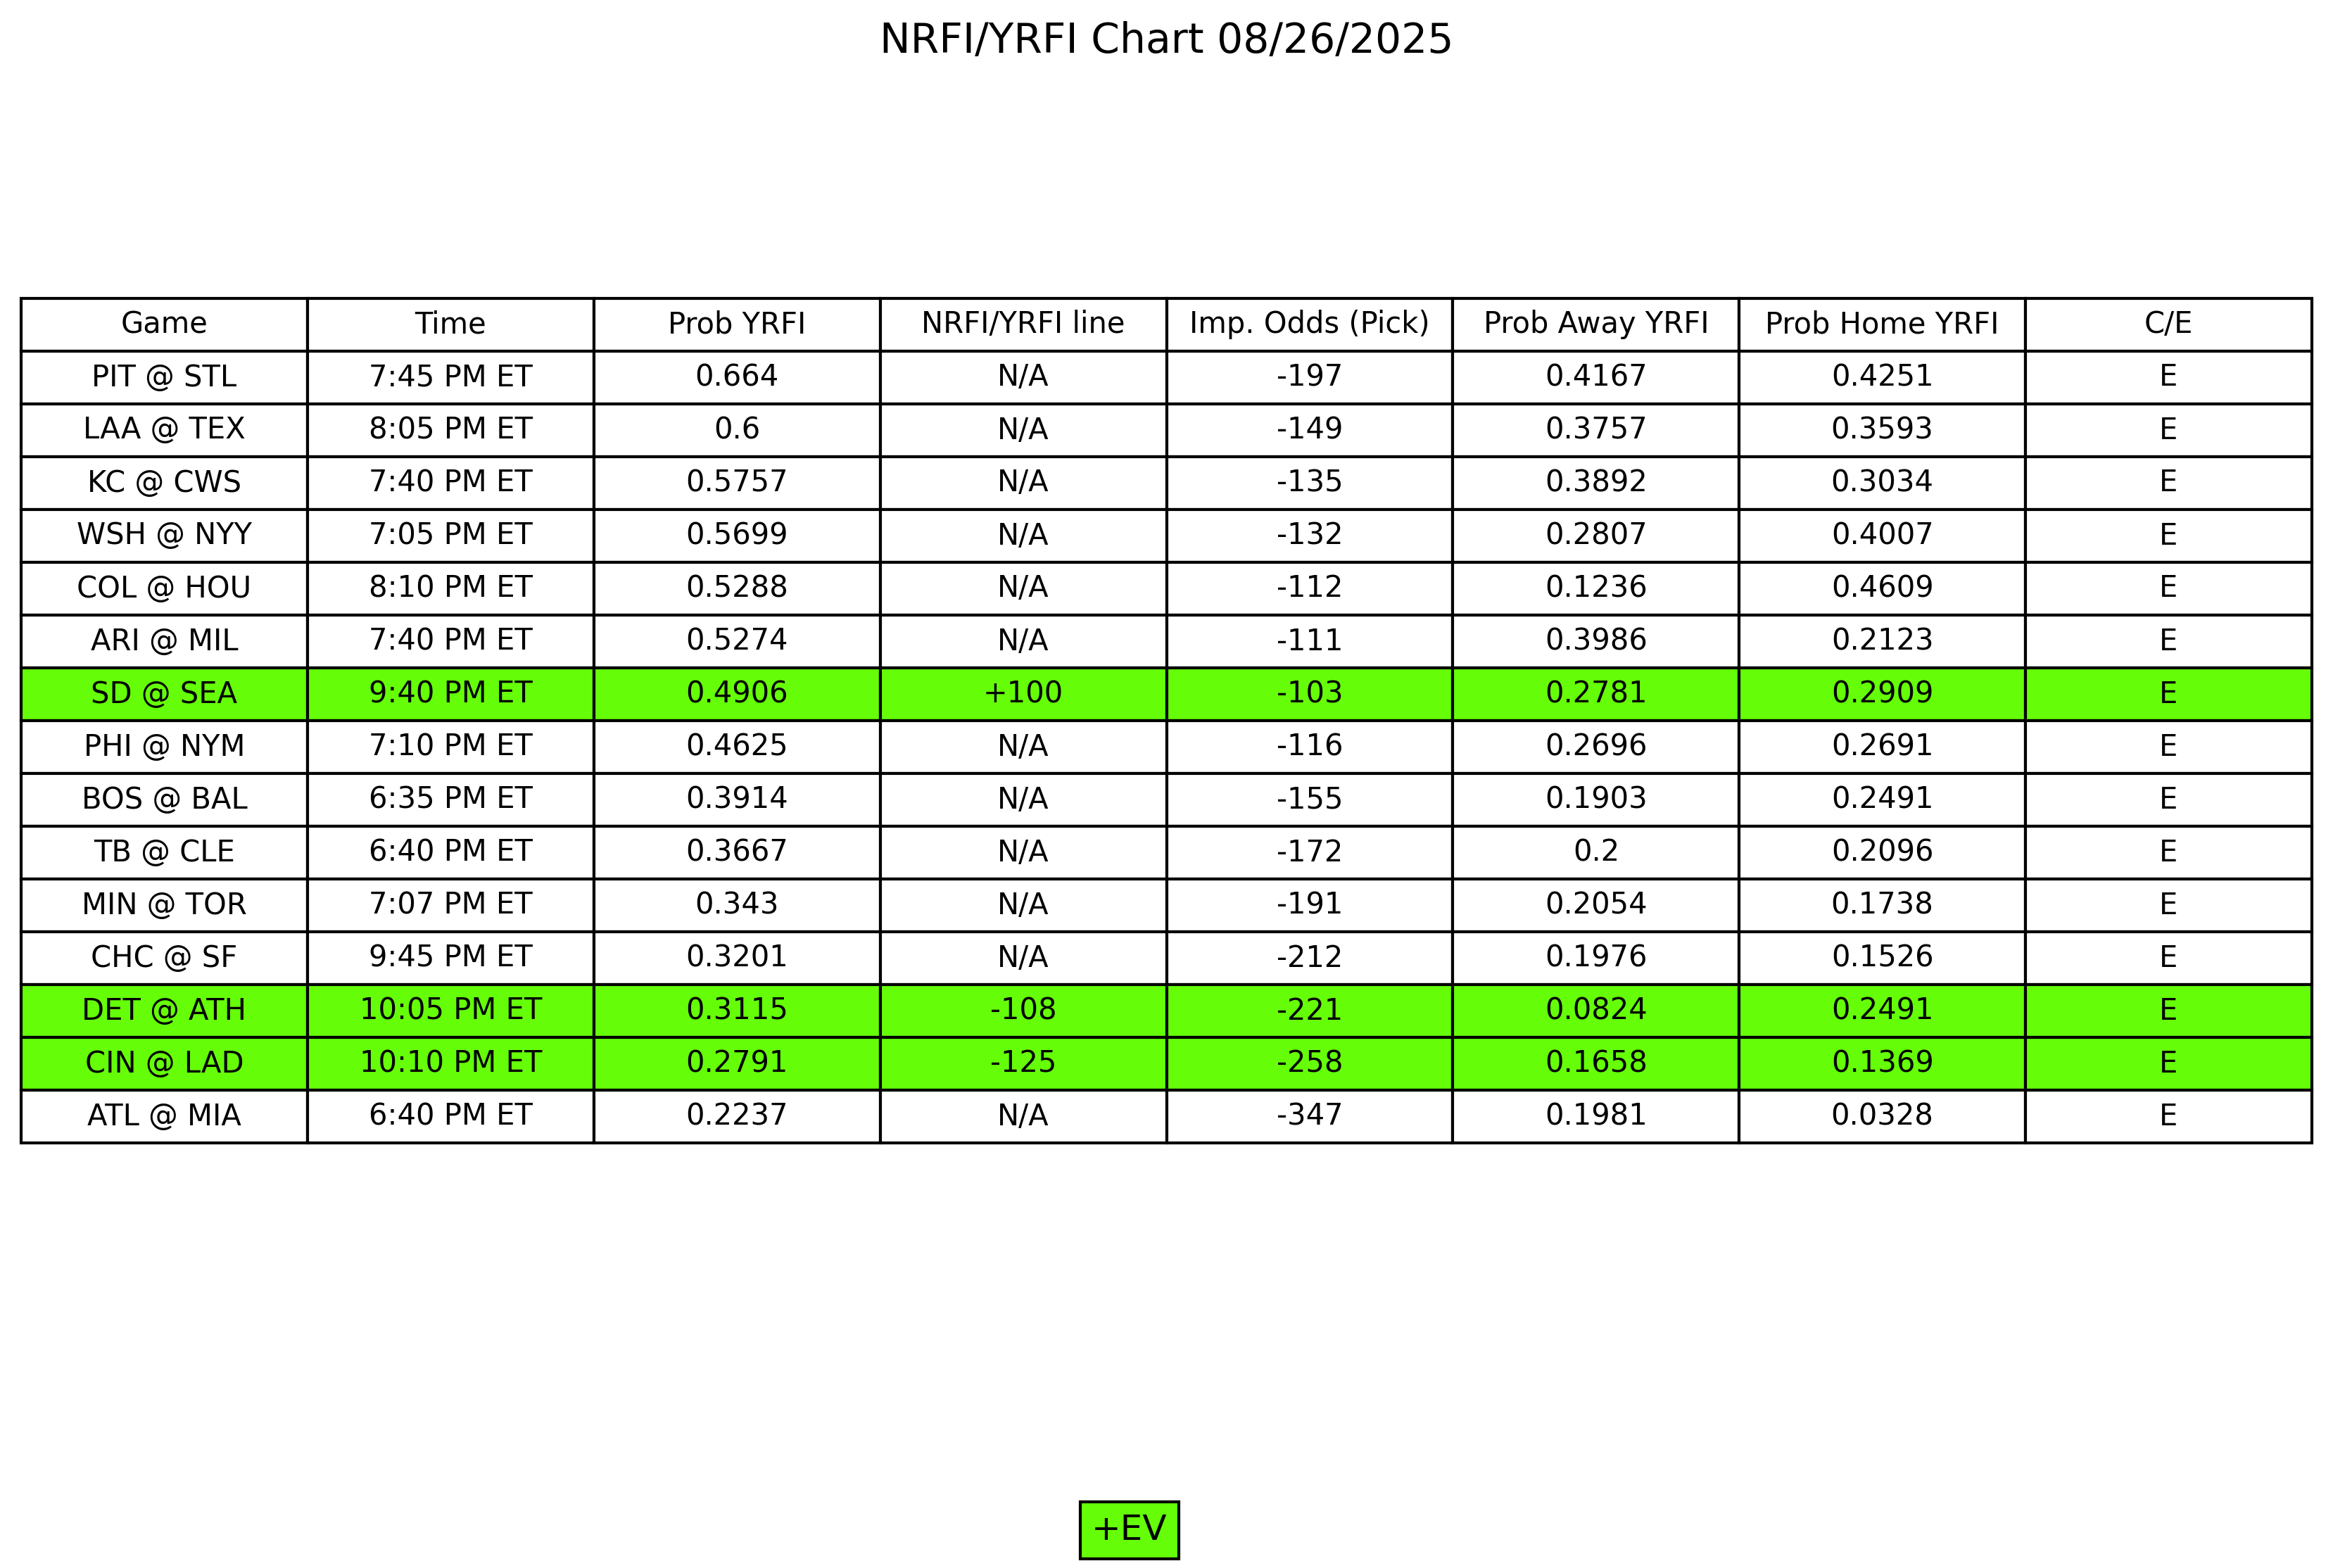 NRFI/YRFI Chart 08/26/2025
Game Time Prob YRFI NRFI/YRFI line Imp. Odds (Pick) Prob Away YRFI Prob Home YRFI C/E
PIT @ STL 7:45 PM ET 0.664 N/A -197 0.4167 0.4251 E
LAA @ TEX 8:05 PM ET 0.6 N/A -149 0.3757 0.3593 E
KC @ CWS 7:40 PM ET 0.5757 N/A -135 0.3892 0.3034 E
WSH @ NYY 7:05 PM ET 0.5699 N/A -132 0.2807 0.4007 E
COL @ HOU 8:10 PM ET 0.5288 N/A -112 0.1236 0.4609 E
ARI @ MIL 7:40 PM ET 0.5274 N/A -111 0.3986 0.2123 E
SD @ SEA 9:40 PM ET 0.4906 +100 -103 0.2781 0.2909 E
PHI @ NYM 7:10 PM ET 0.4625 N/A -116 0.2696 0.2691 E
BOS @ BAL 6:35 PM ET 0.3914 N/A -155 0.1903 0.2491 E
TB @ CLE 6:40 PM ET 0.3667 N/A -172 0.2 0.2096 E
MIN @ TOR 7:07 PM ET 0.343 N/A -191 0.2054 0.1738 E
CHC @ SF 9:45 PM ET 0.3201 N/A -212 0.1976 0.1526 E
DET @ ATH 10:05 PM ET 0.3115 -108 -221 0.0824 0.2491 E
CIN @ LAD 10:10 PM ET 0.2791 -125 -258 0.1658 0.1369 E
ATL @ MIA 6:40 PM ET 0.2237 N/A -347 0.1981 0.0328 E
+EV